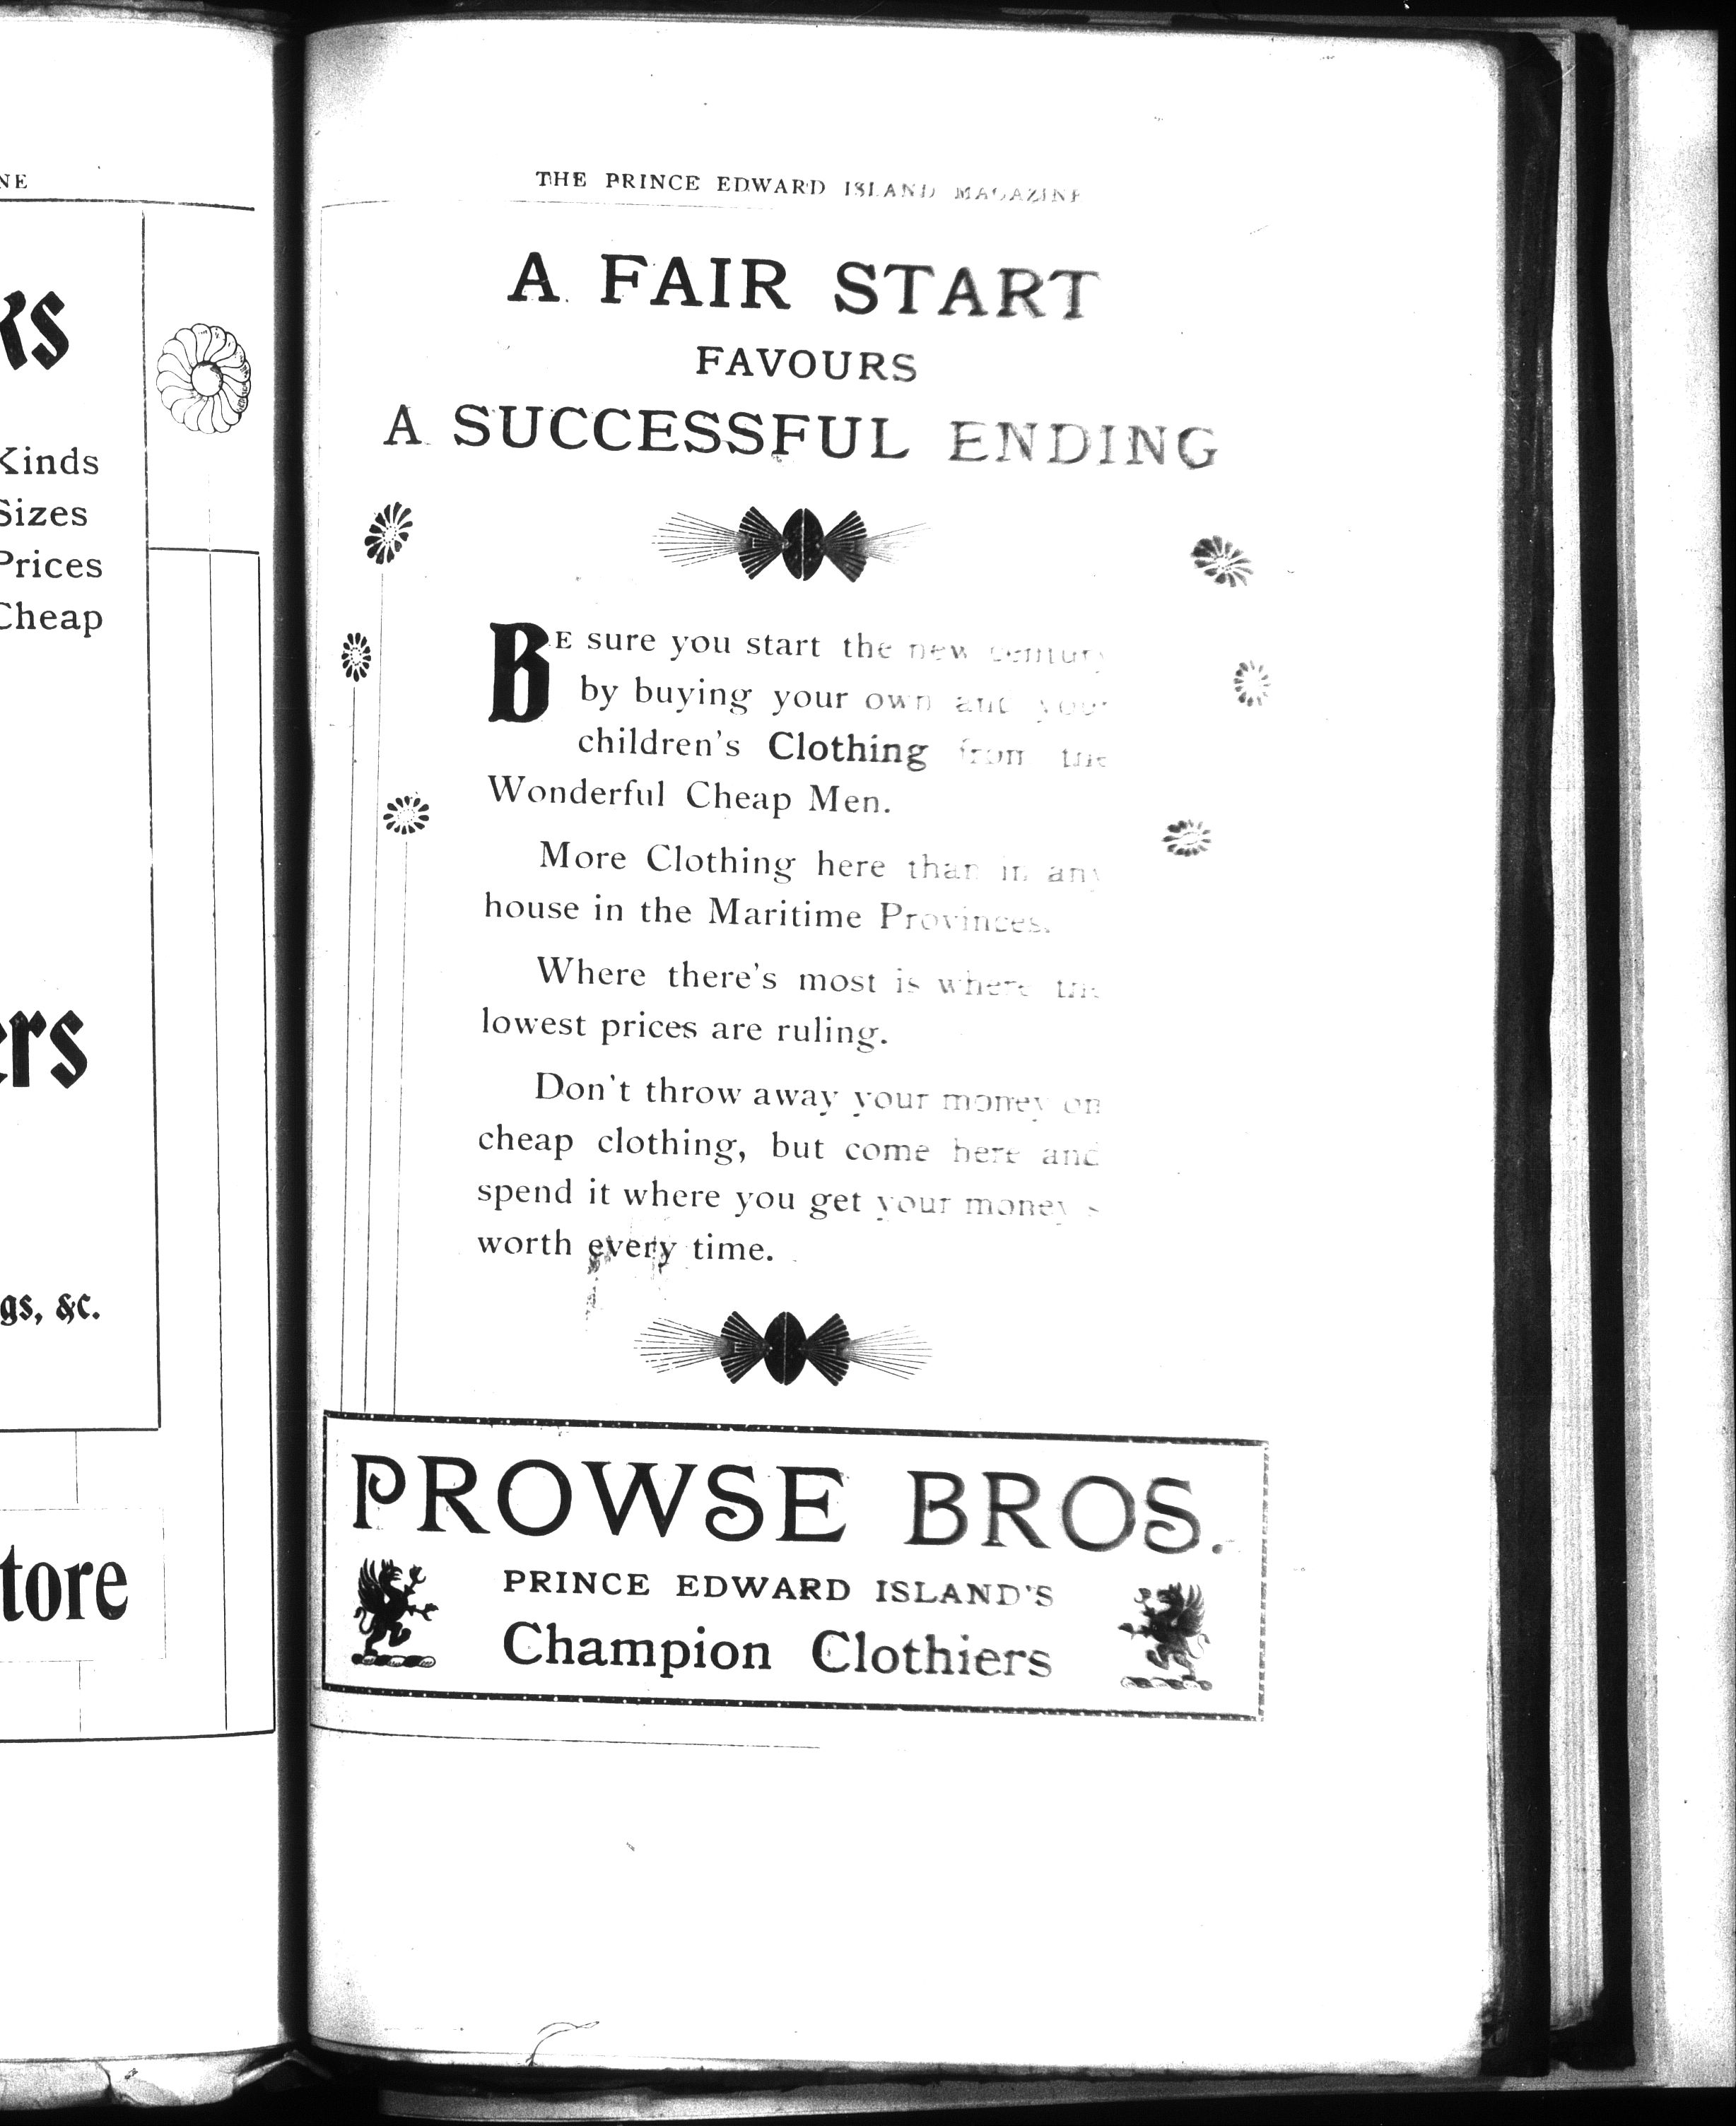 NE
Kinds
Sizes
Prices
Cheap
gs, &c.
tore
THE PRINCE EDWARD ISLAND MAGAZINE
A FAIR START
FAVOURS
A SUCCESSFUL ENDING
BE sure you start the new century
by buying your own and your
children's Clothing from the
Wonderful Cheap Men.
More Clothing here than in any
house in the Maritime Provinces.
Where there's most is where the
lowest prices are ruling.
Don't throw away your money on
cheap clothing, but come here and
spend it where you get your money's
worth every time.
PROWSE BROS.
PRINCE EDWARD ISLAND'S
Champion Clothiers